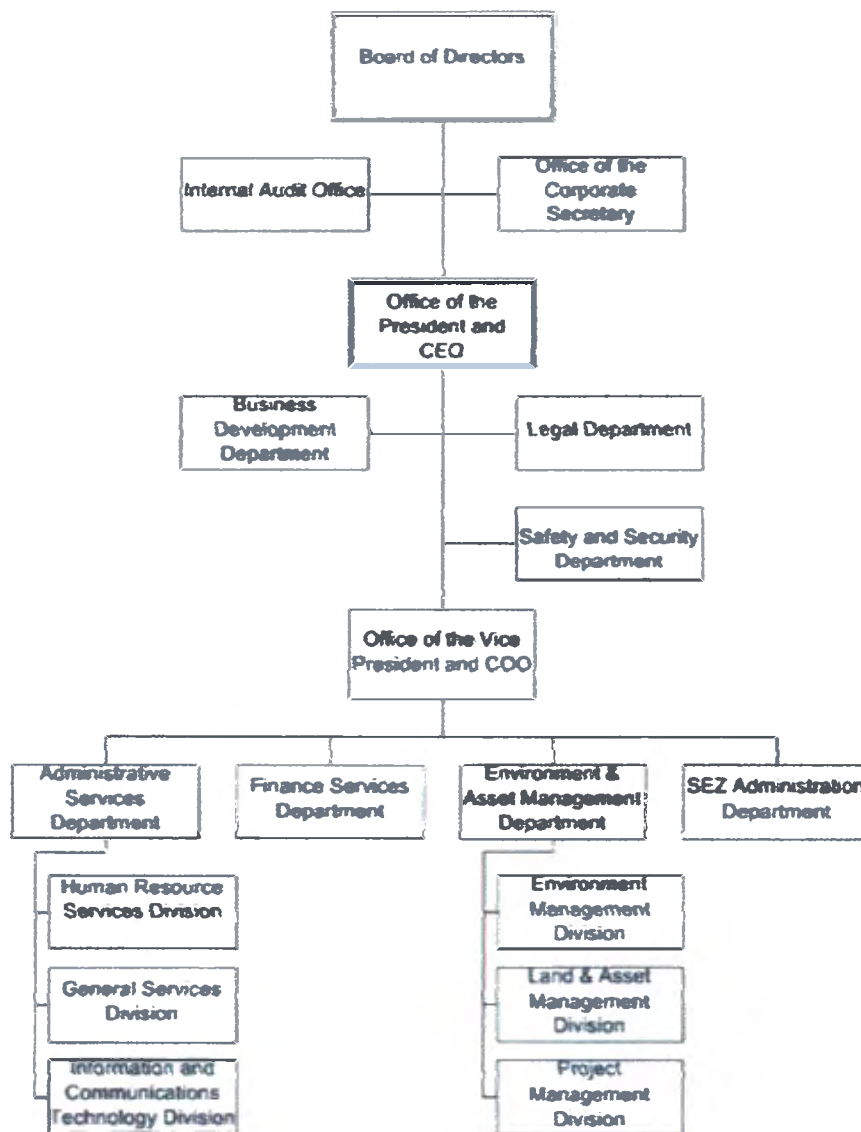 Board of Directors
Internal Audit Office
Office of the
Corporate
Secretary
Office of the
President and
CEO
Business
Development
Department
Legal Department
Safety and Security
Department
Office of the Vice
President and COO
Administrative
Services
Department
Finance Services
Department
Environment &
Asset Management
Department
SEZ Administration
Department
Human Resource
Services Division
General Services
Division
Information and
Communications
Technology Division
Environment
Management
Division
Land & Asset
Management
Division
Project
Management
Division